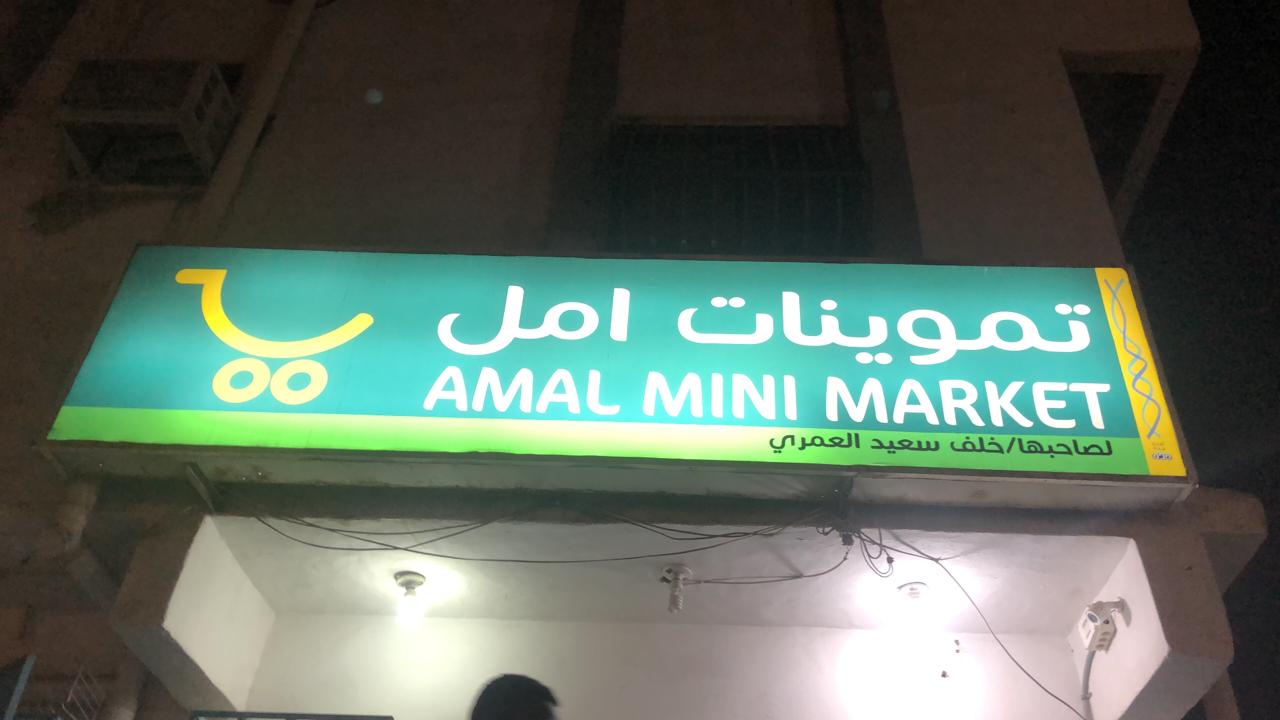 تموينات امل
AMAL MINI MARKET
لصاحبها/خلف سعيد العمري